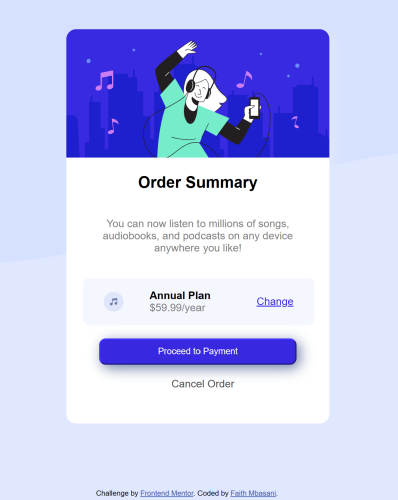 Order Summary
You can now listen to millions of songs,
audiobooks, and podcasts on any device
anywhere you like!
Annual Plan
$59.99/year
Change
Proceed to Payment
Cancel Order
Challenge by Frontend Mentor. Coded by Faith Mbasani.